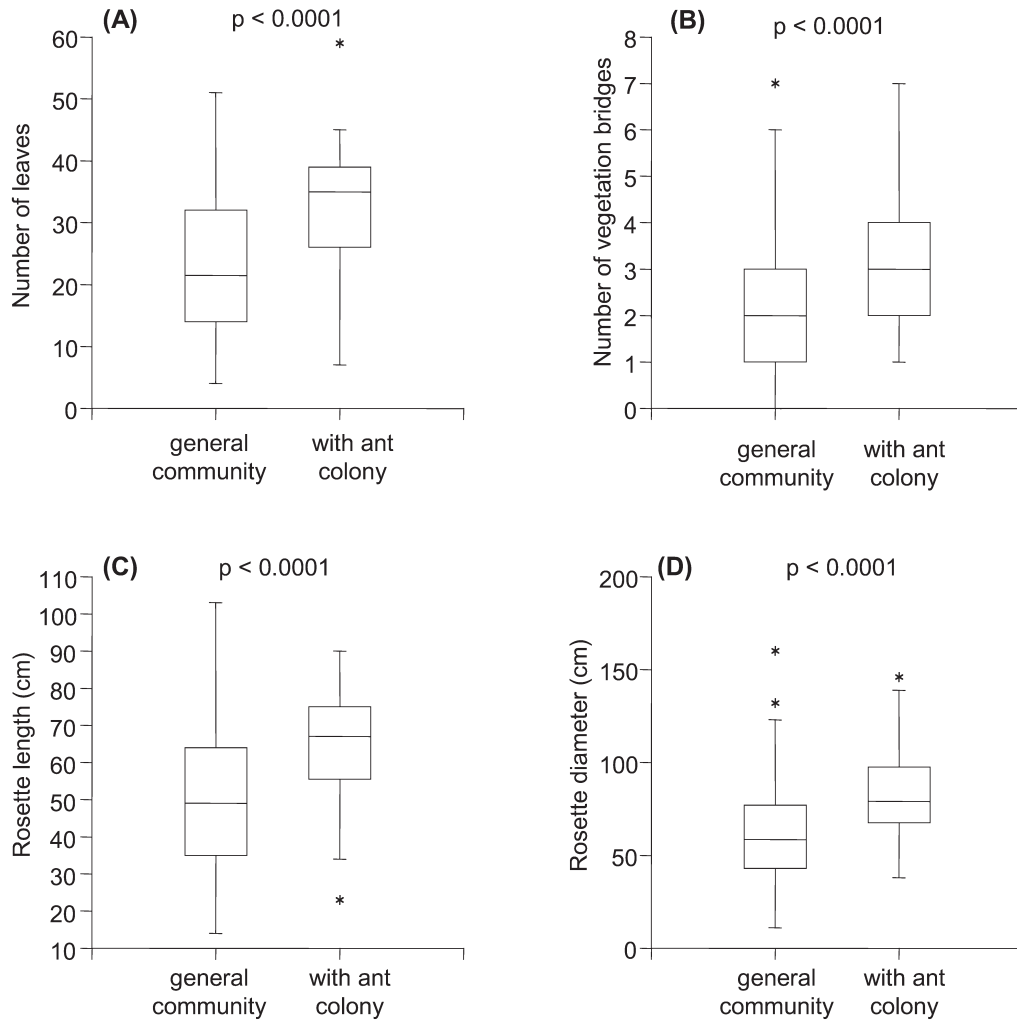 (A)
p < 0.0001
Number of leaves
60
50
40
30
20
10
0
general
community
with ant
colony
(B)
p < 0.0001
Number of vegetation bridges
8
7
6
5
4
3
2
1
0
general
community
with ant
colony
(C)
p < 0.0001
Rosette length (cm)
110
100
90
80
70
60
50
40
30
20
10
general
community
with ant
colony
(D)
p < 0.0001
Rosette diameter (cm)
200
150
100
50
0
general
community
with ant
colony